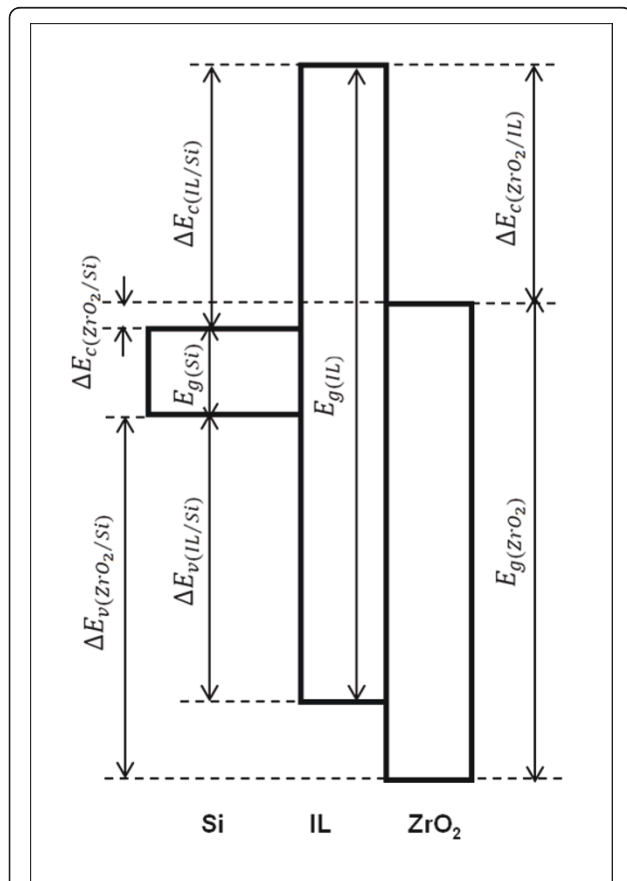 ΔE_c(IL/Si)
ΔE_c(ZrO₂/IL)
ΔE_c(ZrO₂/Si)
E_g(Si)
E_g(IL)
ΔE_v(ZrO₂/Si)
ΔE_v(IL/Si)
E_g(ZrO₂)
Si IL ZrO₂